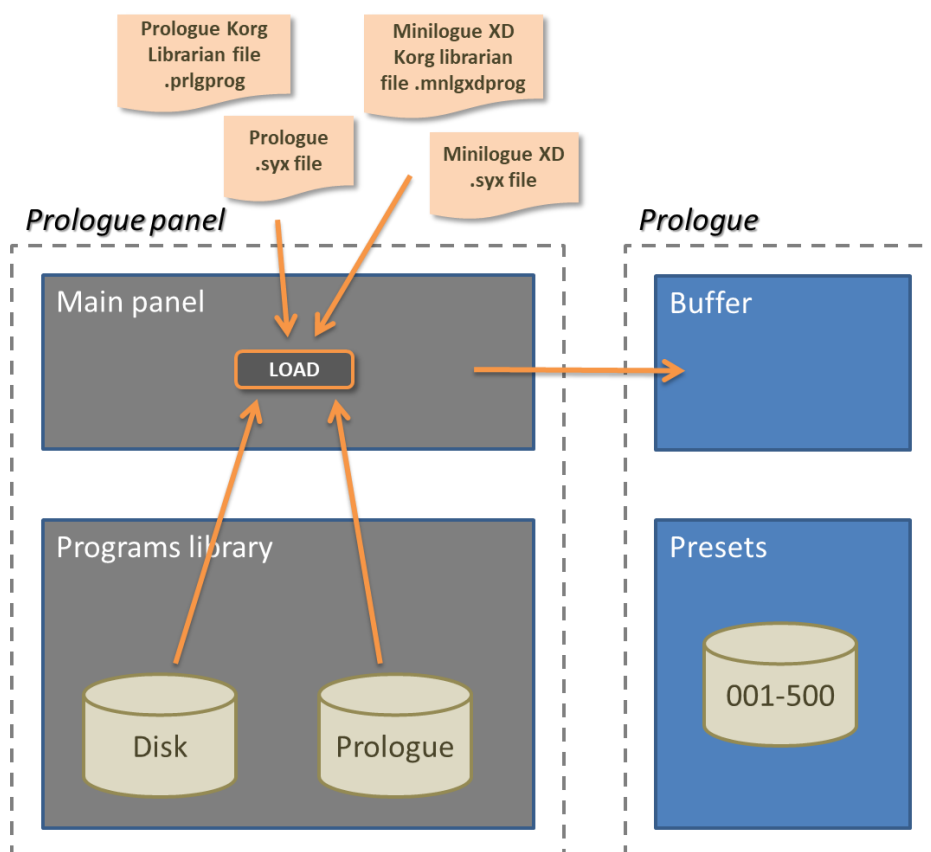 Prologue Korg
Librarian file
.prlgprog
Minilogue XD
Korg librarian
file .mnlgxdprog
Prologue
.syx file
Minilogue XD
.syx file
Prologue panel
Prologue
Main panel
LOAD
Buffer
Programs library
Presets
Disk
Prologue
001-500